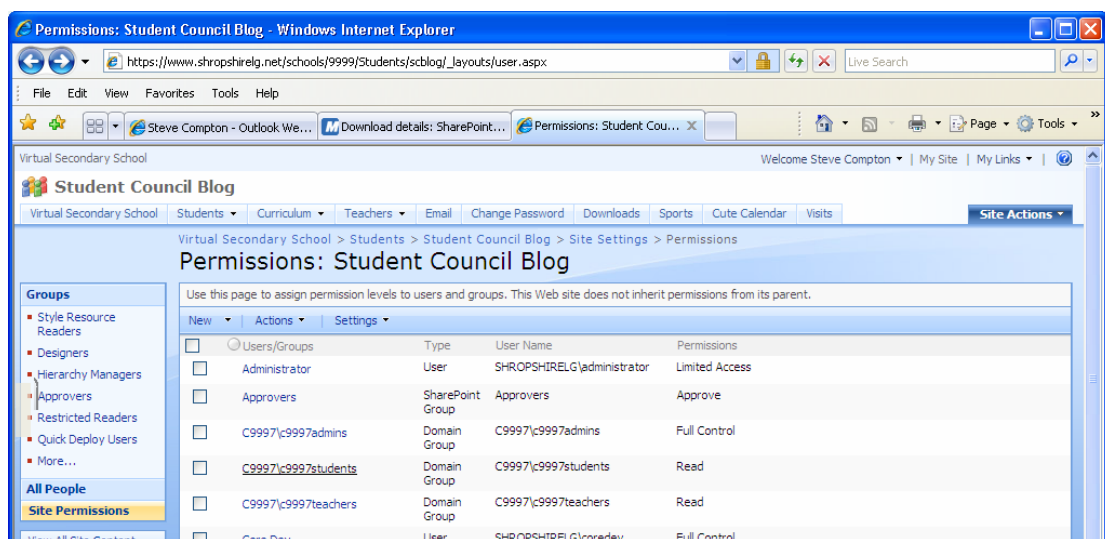 Permissions: Student Council Blog - Windows Internet Explorer
https://www.shropshirelg.net/schools/9999/Students/scblog/_layouts/user.aspx
Live Search
File Edit View Favorites Tools Help
Steve Compton - Outlook We... Download details: SharePoint... Permissions: Student Cou... X Page Tools »
Virtual Secondary School Welcome Steve Compton | My Site | My Links |
Student Council Blog
Virtual Secondary School Students Curriculum Teachers Email Change Password Downloads Sports Cute Calendar Visits Site Actions
Virtual Secondary School > Students > Student Council Blog > Site Settings > Permissions
Permissions: Student Council Blog
Groups
Style Resource
Readers
Designers
Hierarchy Managers
Approvers
Restricted Readers
Quick Deploy Users
More...
All People
Site Permissions
View All Site Content
Use this page to assign permission levels to users and groups. This Web site does not inherit permissions from its parent.
New Actions Settings
Users/Groups Type User Name Permissions
Administrator User SHROPSHIRELG\administrator Limited Access
Approvers SharePoint Group Approvers Approve
C9997\c9997admins Domain Group C9997\c9997admins Full Control
C9997\c9997students Domain Group C9997\c9997students Read
C9997\c9997teachers Domain Group C9997\c9997teachers Read
Core Dev User SHROPSHIRELG\coredev Full Control